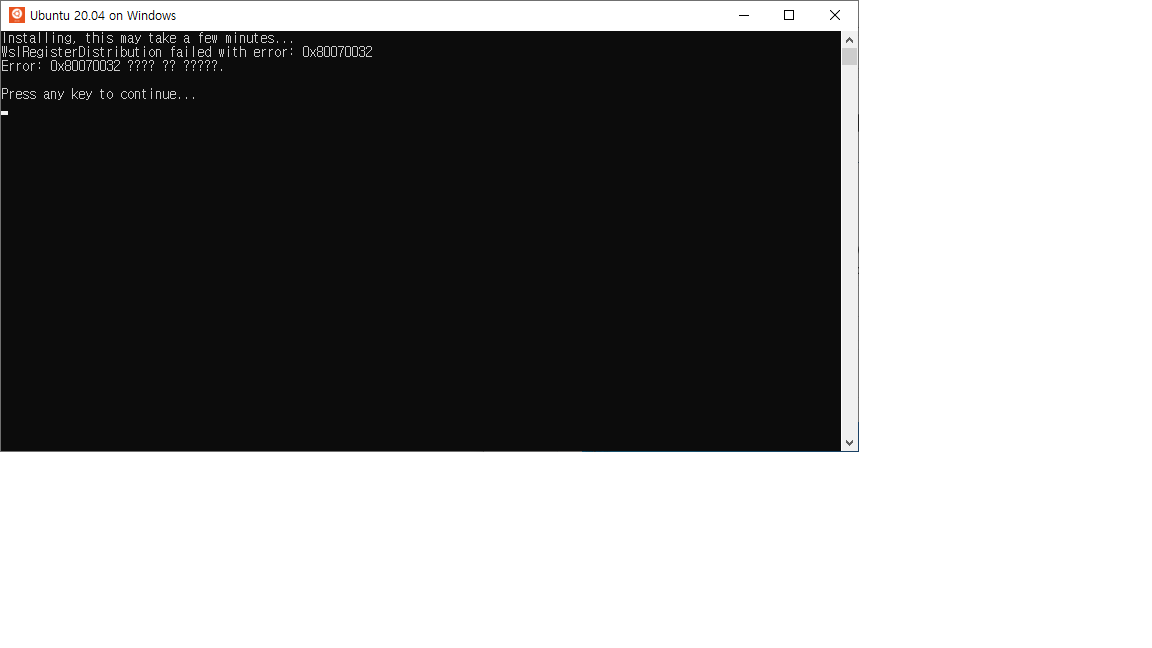 Ubuntu 20.04 on Windows
Installing, this may take a few minutes...
WslRegisterDistribution failed with error: 0x80070032
Error: 0x80070032 ???? ?? ?????.
Press any key to continue...